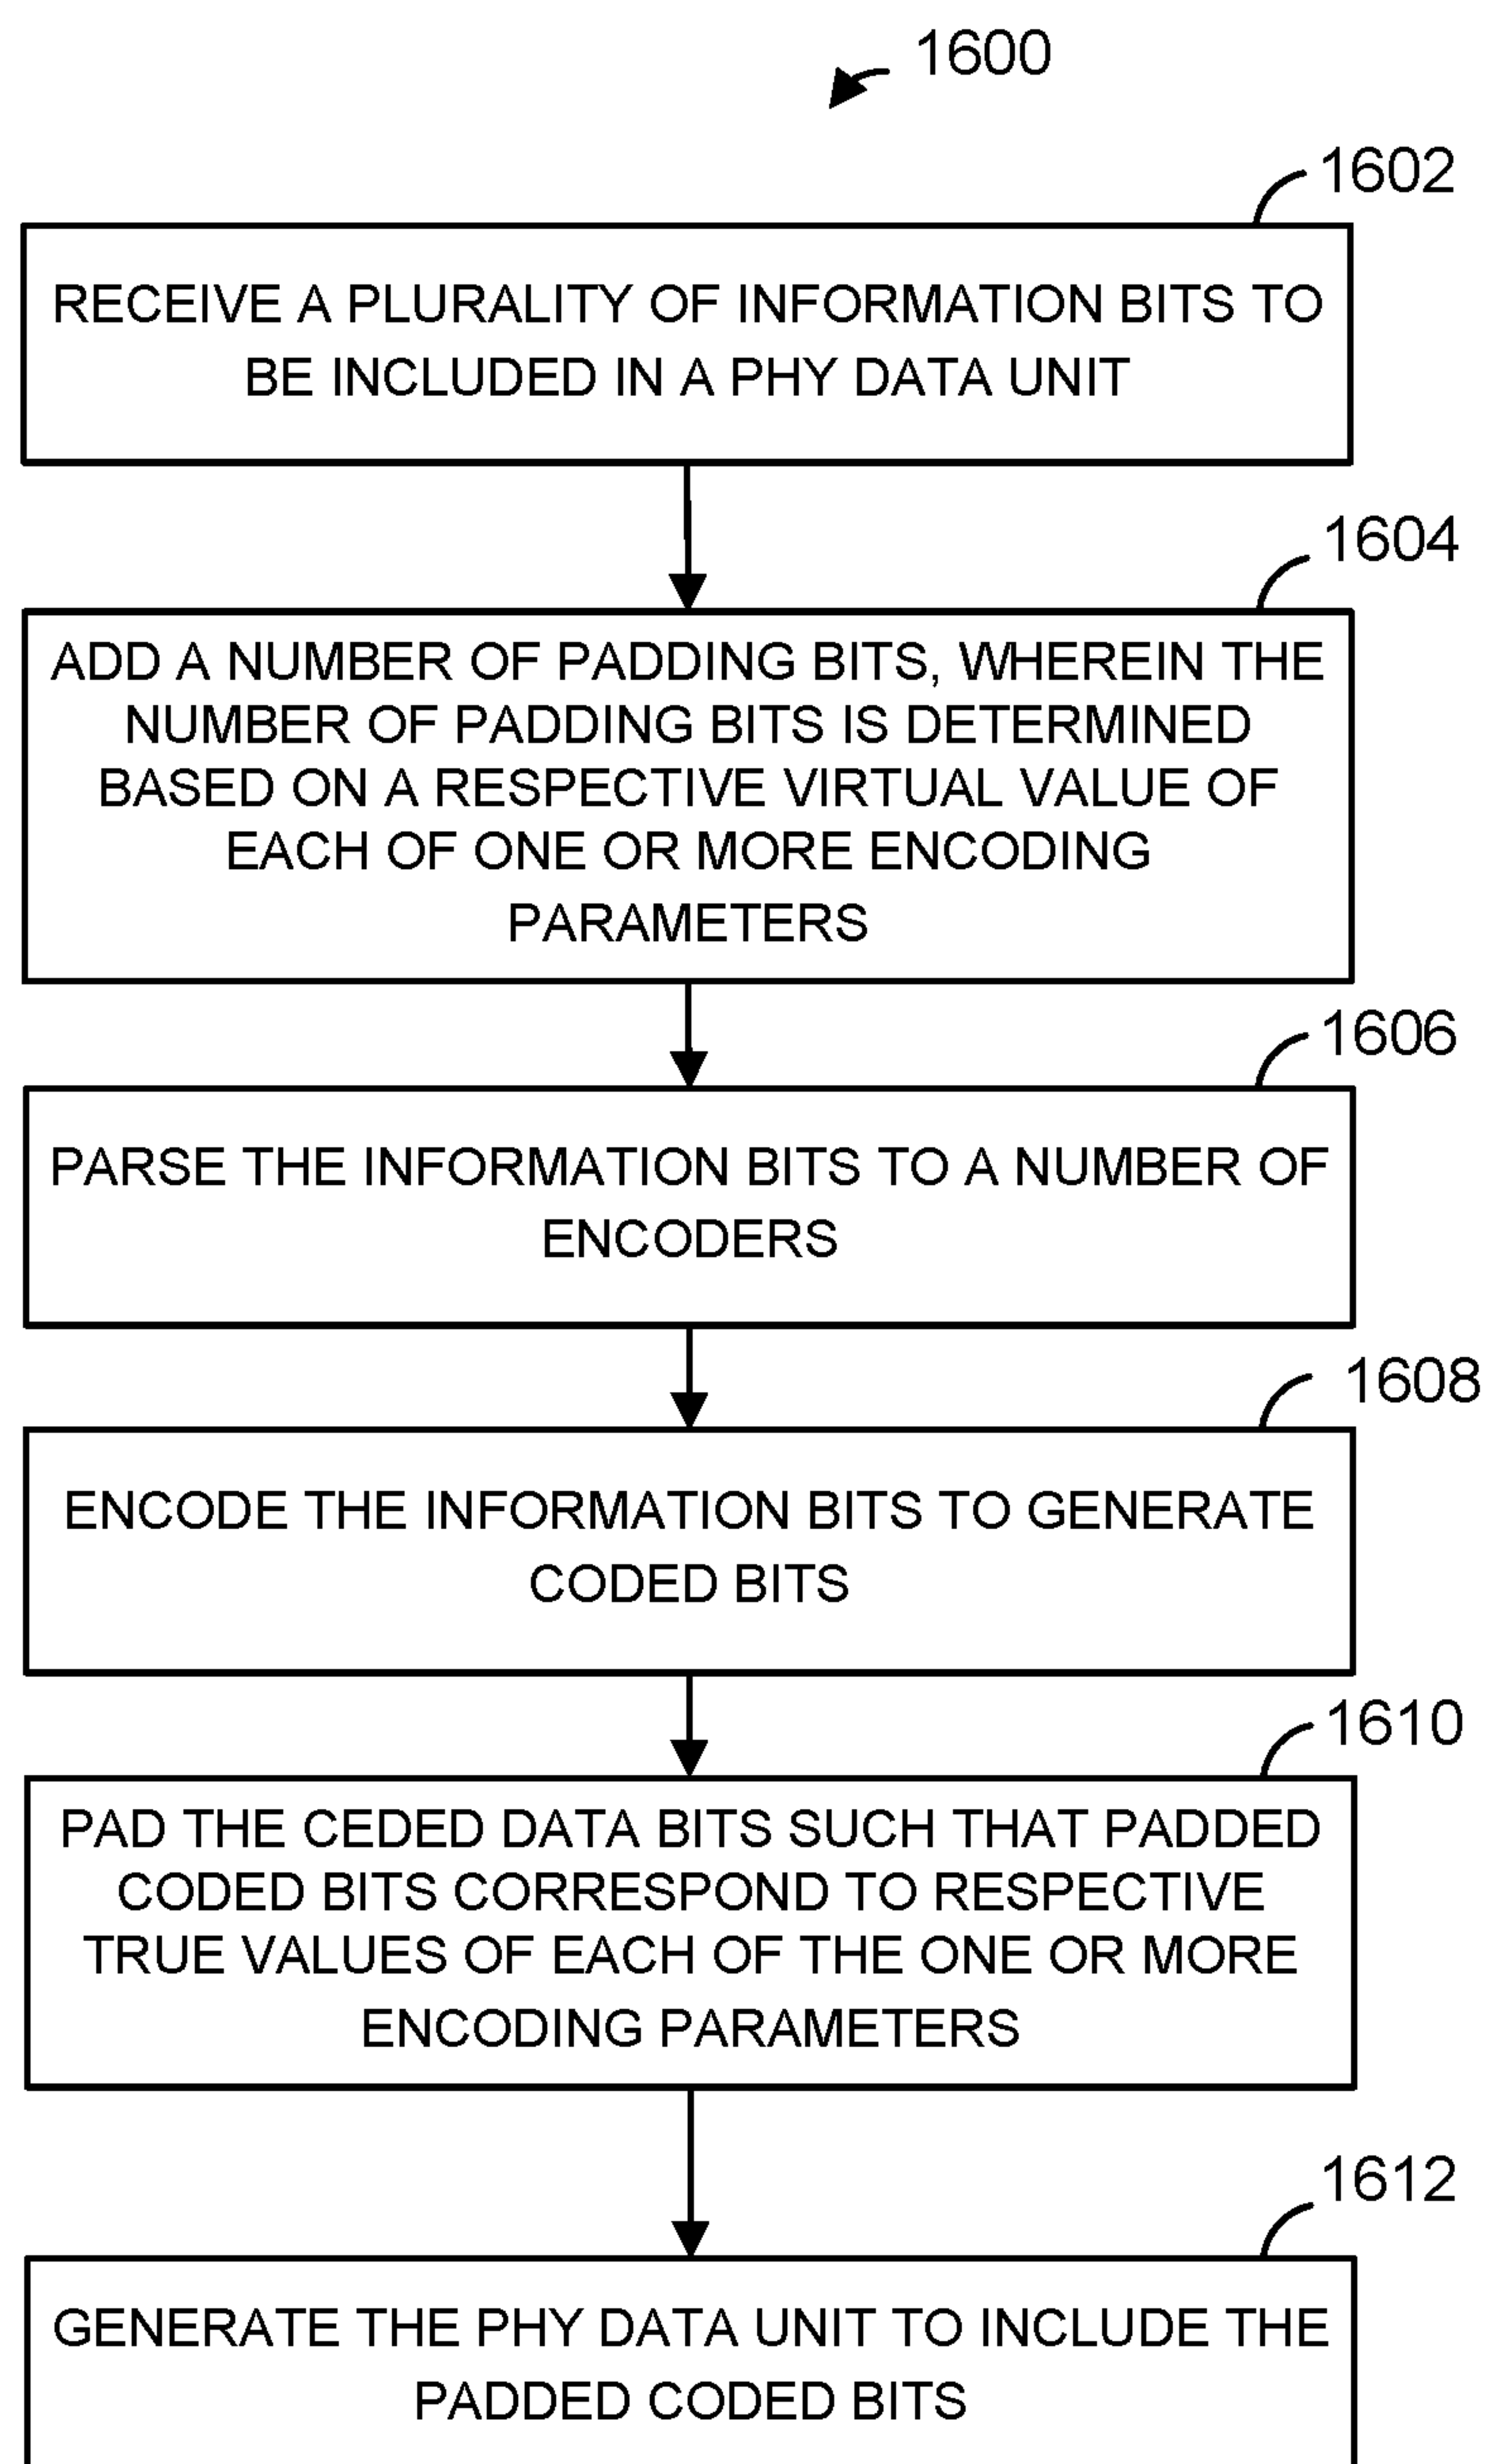 1600
1602
RECEIVE A PLURALITY OF INFORMATION BITS TO
BE INCLUDED IN A PHY DATA UNIT
1604
ADD A NUMBER OF PADDING BITS, WHEREIN THE
NUMBER OF PADDING BITS IS DETERMINED
BASED ON A RESPECTIVE VIRTUAL VALUE OF
EACH OF ONE OR MORE ENCODING
PARAMETERS
1606
PARSE THE INFORMATION BITS TO A NUMBER OF
ENCODERS
1608
ENCODE THE INFORMATION BITS TO GENERATE
CODED BITS
1610
PAD THE CEDED DATA BITS SUCH THAT PADDED
CODED BITS CORRESPOND TO RESPECTIVE
TRUE VALUES OF EACH OF THE ONE OR MORE
ENCODING PARAMETERS
1612
GENERATE THE PHY DATA UNIT TO INCLUDE THE
PADDED CODED BITS